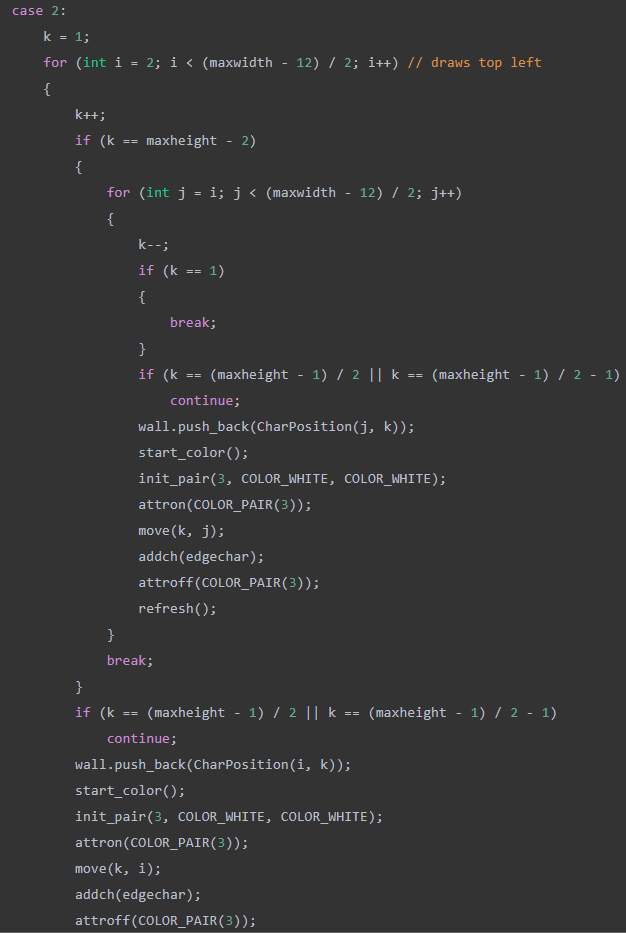 case 2:
    k = 1;
    for (int i = 2; i < (maxwidth - 12) / 2; i++) // draws top left
    {
        k++;
        if (k == maxheight - 2)
        {
            for (int j = i; j < (maxwidth - 12) / 2; j++)
            {
                k--;
                if (k == 1)
                {
                    break;
                }
                if (k == (maxheight - 1) / 2 || k == (maxheight - 1) / 2 - 1)
                    continue;
                wall.push_back(CharPosition(j, k));
                start_color();
                init_pair(3, COLOR_WHITE, COLOR_WHITE);
                attron(COLOR_PAIR(3));
                move(k, j);
                addch(edgechar);
                attroff(COLOR_PAIR(3));
                refresh();
            }
            break;
        }
        if (k == (maxheight - 1) / 2 || k == (maxheight - 1) / 2 - 1)
            continue;
        wall.push_back(CharPosition(i, k));
        start_color();
        init_pair(3, COLOR_WHITE, COLOR_WHITE);
        attron(COLOR_PAIR(3));
        move(k, i);
        addch(edgechar);
        attroff(COLOR_PAIR(3));